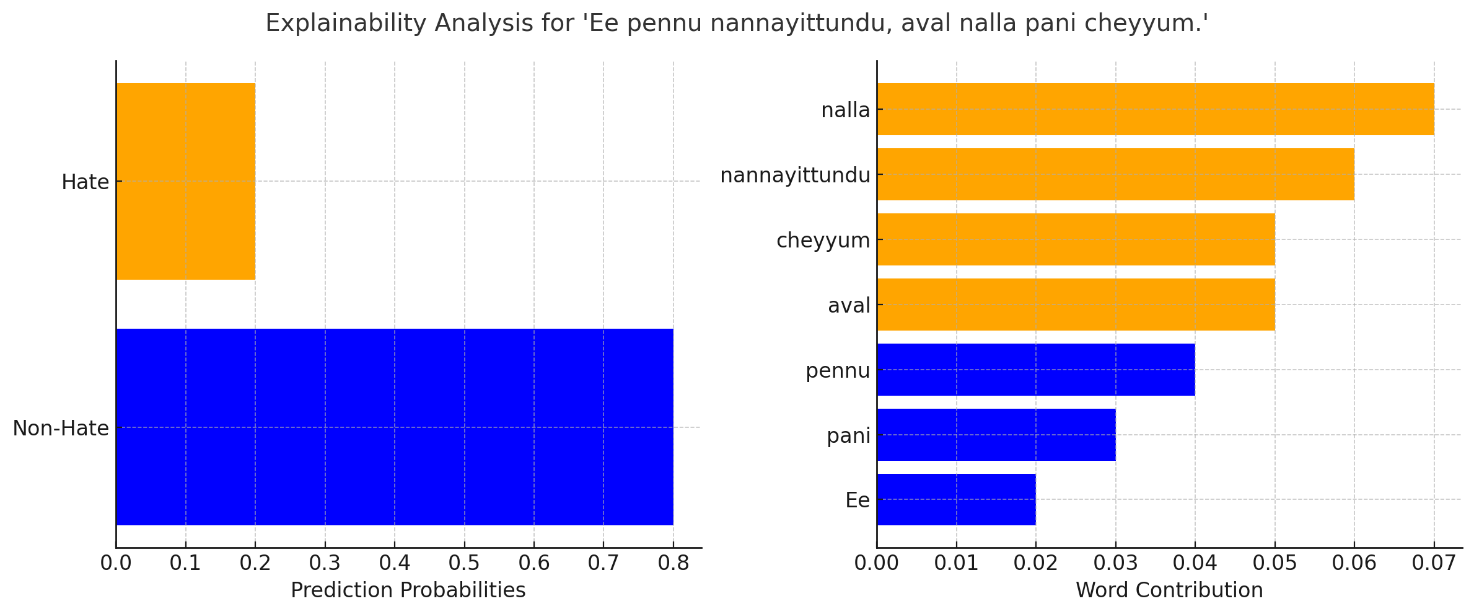 Explainability Analysis for 'Ee pennu nannayittundu, aval nalla pani cheyyum.'
Hate
Non-Hate
0.0 0.1 0.2 0.3 0.4 0.5 0.6 0.7 0.8
Prediction Probabilities
nalla
nannayittundu
cheyyum
aval
pennu
pani
Ee
0.00 0.01 0.02 0.03 0.04 0.05 0.06 0.07
Word Contribution